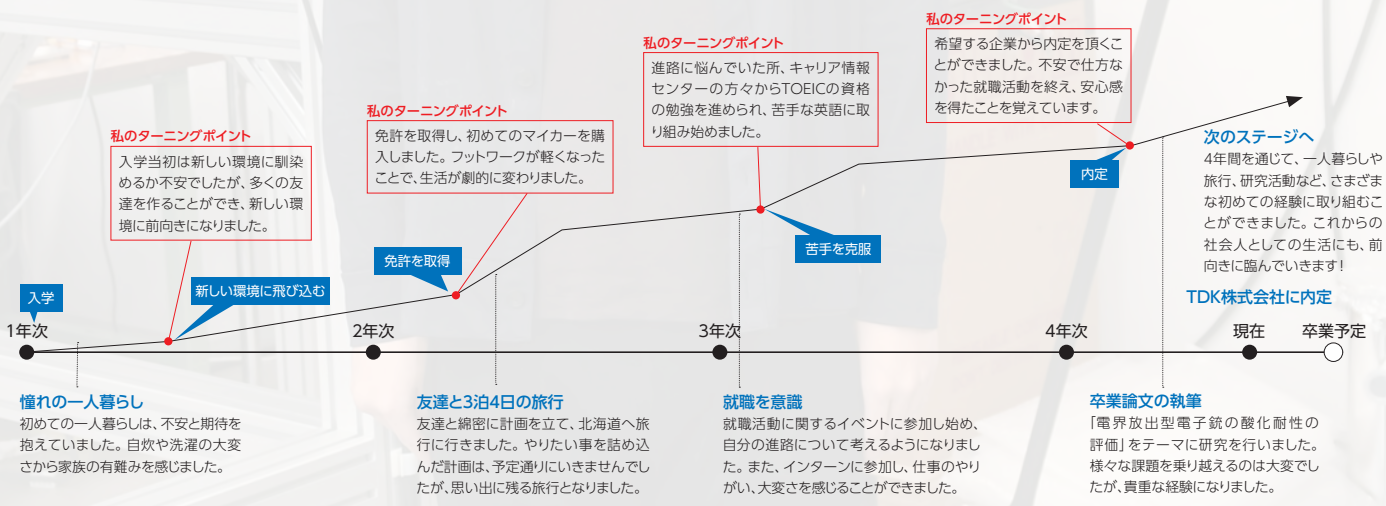 私のターニングポイント
入学当初は新しい環境に馴染
めるか不安でしたが、多くの友
達を作ることができ、新しい環
境に前向きになりました。
私のターニングポイント
免許を取得し、初めてのマイカーを購
入しました。フットワークが軽くなった
ことで、生活が劇的に変わりました。
私のターニングポイント
進路に悩んでいた所、キャリア情報
センターの方々からTOEICの資格
の勉強を進められ、苦手な英語に取
り組み始めました。
私のターニングポイント
希望する企業から内定を頂くこ
とができました。不安で仕方な
かった就職活動を終え、安心感
を得たことを覚えています。
入学
新しい環境に飛び込む
免許を取得
苦手を克服
内定
次のステージへ
4年間を通じて、一人暮らしや
旅行、研究活動など、さまざま
な初めての経験に取り組むこ
とができました。これからの
社会人としての生活にも、前
向きに臨んでいきます!
TDK株式会社に内定
1年次
2年次
3年次
4年次
現在
卒業予定
憧れの一人暮らし
初めての一人暮らしは、不安と期待を
抱えていました。自炊や洗濯の大変
さから家族の有難みを感じました。
友達と3泊4日の旅行
友達と綿密に計画を立て、北海道へ旅
行に行きました。やりたい事を詰め込
んだ計画は、予定通りにいきませんでし
たが、思い出に残る旅行となりました。
就職を意識
就職活動に関するイベントに参加し始め、
自分の進路について考えるようになりまし
た。また、インターンに参加し、仕事のやり
がい、大変さを感じることができました。
卒業論文の執筆
「電界放出型電子銃の酸化耐性の
評価」をテーマに研究を行いました。
様々な課題を乗り越えるのは大変でし
たが、貴重な経験になりました。